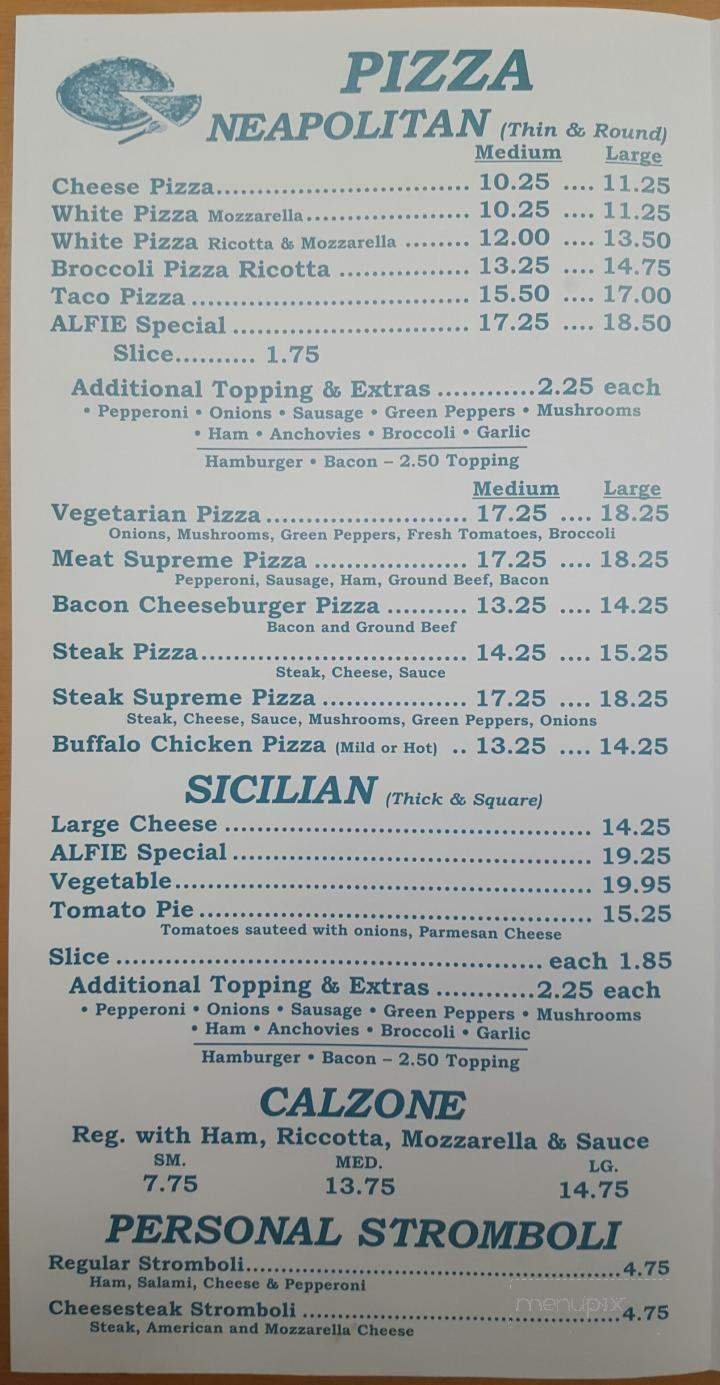 PIZZA
NEAPOLITAN (Thin & Round)
Medium Large
Cheese Pizza................................ 10.25 .... 11.25
White Pizza Mozzarella..................... 10.25 .... 11.25
White Pizza Ricotta & Mozzarella ........ 12.00 .... 13.50
Broccoli Pizza Ricotta ................ 13.25 .... 14.75
Taco Pizza .................................. 15.50 .... 17.00
ALFIE Special ............................. 17.25 .... 18.50
Slice.......... 1.75
Additional Topping & Extras ............2.25 each
• Pepperoni • Onions • Sausage • Green Peppers • Mushrooms
• Ham • Anchovies • Broccoli • Garlic
Hamburger • Bacon – 2.50 Topping
Medium Large
Vegetarian Pizza ......................... 17.25 .... 18.25
Onions, Mushrooms, Green Peppers, Fresh Tomatoes, Broccoli
Meat Supreme Pizza ................... 17.25 .... 18.25
Pepperoni, Sausage, Ham, Ground Beef, Bacon
Bacon Cheeseburger Pizza .......... 13.25 .... 14.25
Bacon and Ground Beef
Steak Pizza................................. 14.25 .... 15.25
Steak, Cheese, Sauce
Steak Supreme Pizza .................. 17.25 .... 18.25
Steak, Cheese, Sauce, Mushrooms, Green Peppers, Onions
Buffalo Chicken Pizza (Mild or Hot) .. 13.25 .... 14.25
SICILIAN (Thick & Square)
Large Cheese .............................................. 14.25
ALFIE Special ............................................. 19.25
Vegetable.................................................... 19.95
Tomato Pie ................................................. 15.25
Tomatoes sauteed with onions, Parmesan Cheese
Slice ..................................................... each 1.85
Additional Topping & Extras ............2.25 each
• Pepperoni • Onions • Sausage • Green Peppers • Mushrooms
• Ham • Anchovies • Broccoli • Garlic
Hamburger • Bacon – 2.50 Topping
CALZONE
Reg. with Ham, Riccotta, Mozzarella & Sauce
SM. MED. LG.
7.75 13.75 14.75
PERSONAL STROMBOLI
Regular Stromboli...............................................4.75
Ham, Salami, Cheese & Pepperoni
Cheesesteak Stromboli ........................................4.75
Steak, American and Mozzarella Cheese
menupix